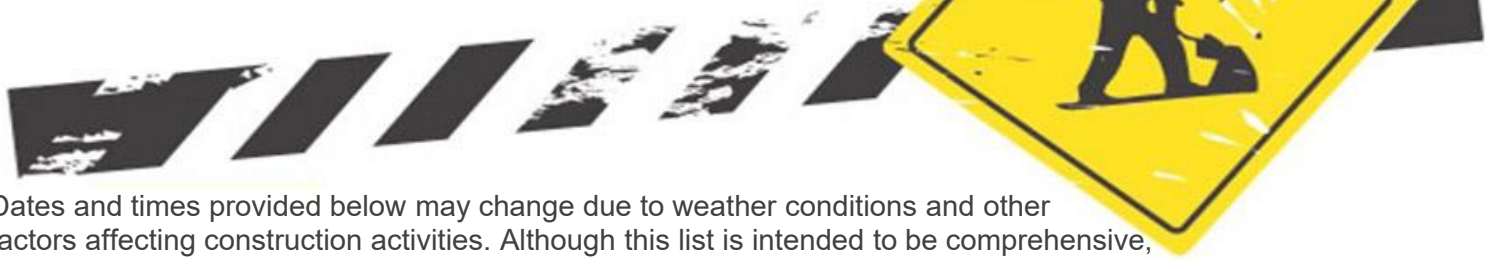 Dates and times provided below may change due to weather conditions and other
factors affecting construction activities. Although this list is intended to be comprehensive,